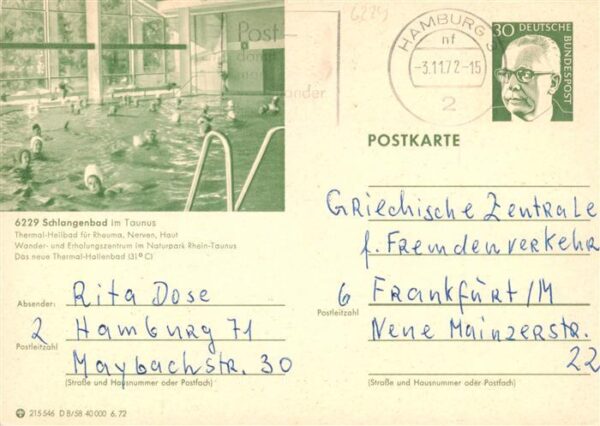 6229
Post-
HAMBURG
nf
-3.11.72-15
2
30 DEUTSCHE BUNDESPOST
POSTKARTE
6229 Schlangenbad im Taunus
Thermal-Heilbad für Rheuma, Nerven, Haut
Wander- und Erholungszentrum im Naturpark Rhein-Taunus
Das neue Thermal-Hallenbad (31° C)
Griechische Zentrale
f. Fremdenverkehr
6 Frankfurt/M
Postleitzahl
Neue Mainzerstr.
22
(Straße und Hausnummer oder Postfach)
Absender: Rita Dose
2 Hamburg 71
Postleitzahl
Maybachstr. 30
(Straße und Hausnummer oder Postfach)
215 546 D 8/58 40 000 6.72